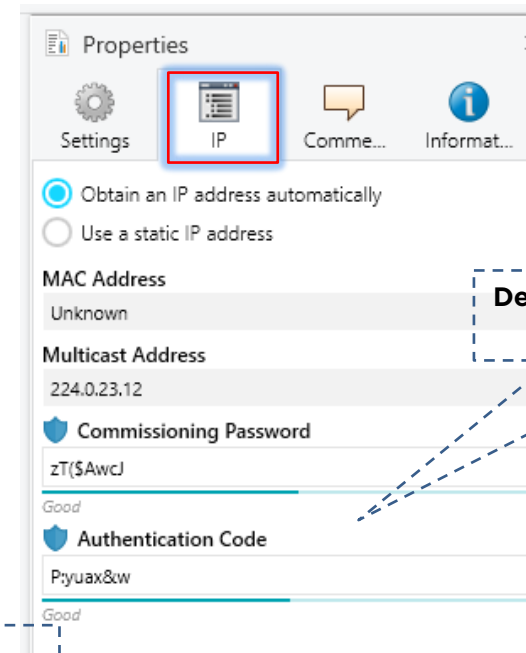 Properties
Settings IP Comme... Informat...
Obtain an IP address automatically
Use a static IP address
MAC Address
Unknown
De
Multicast Address
224.0.23.12
Commissioning Password
zT($AwcJ
Good
Authentication Code
P:yuax&w
Good